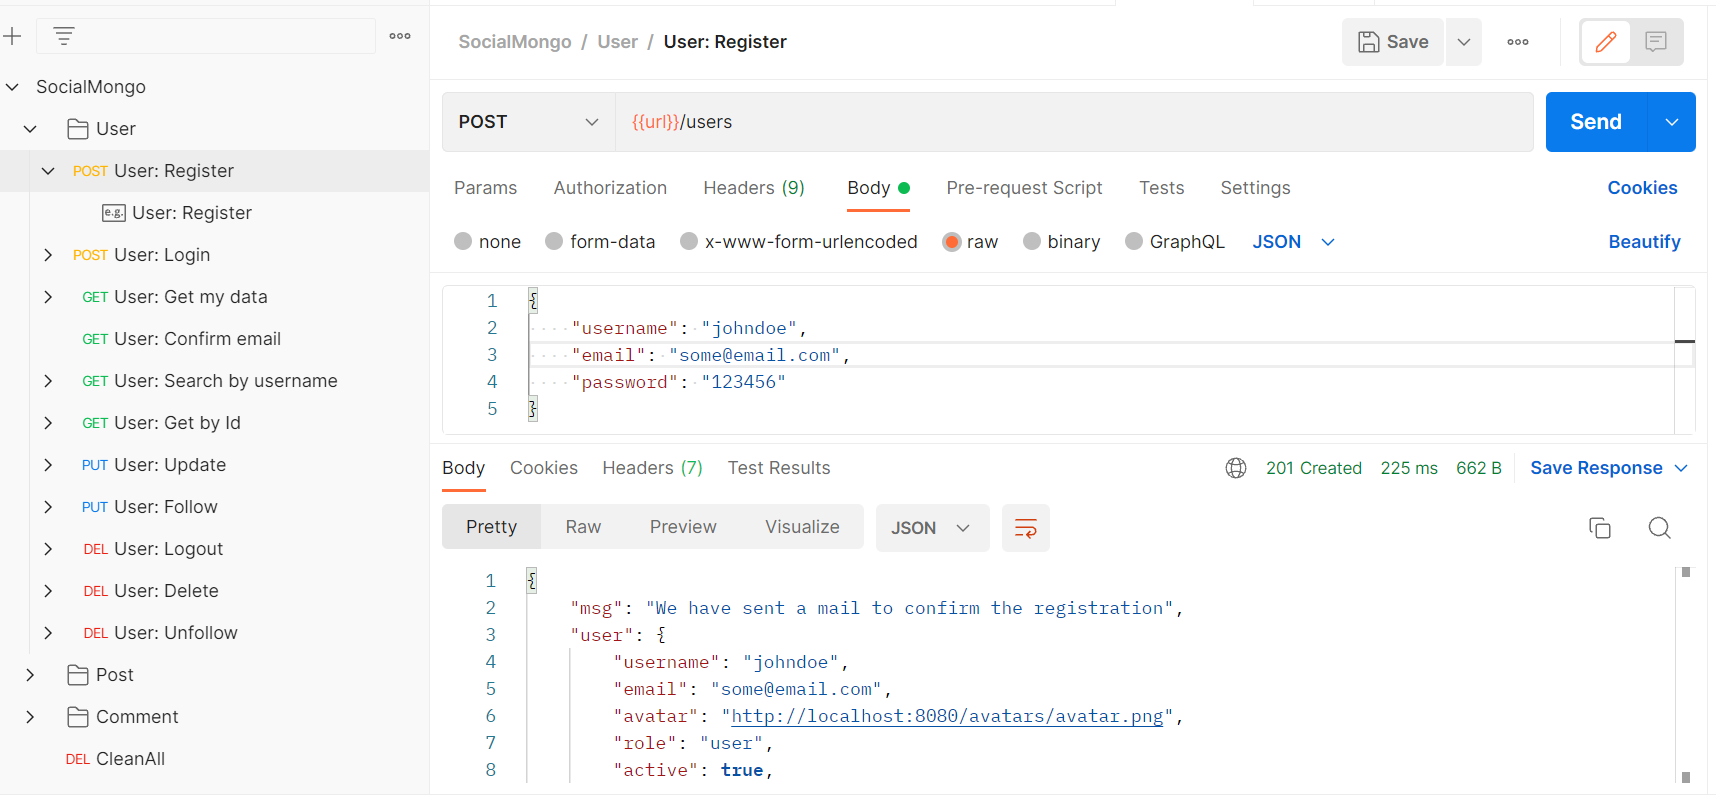 SocialMongo
User
POST User: Register
e.g. User: Register
POST User: Login
GET User: Get my data
GET User: Confirm email
GET User: Search by username
GET User: Get by Id
PUT User: Update
PUT User: Follow
DEL User: Logout
DEL User: Delete
DEL User: Unfollow
Post
Comment
DEL CleanAll
SocialMongo / User / User: Register
Save
POST {{url}}/users Send
Params Authorization Headers (9) Body Pre-request Script Tests Settings Cookies
none form-data x-www-form-urlencoded raw binary GraphQL JSON Beautify
1 {
2 "username": "johndoe",
3 "email": "some@email.com",
4 "password": "123456"
5 }
Body Cookies Headers (7) Test Results 201 Created 225 ms 662 B Save Response
Pretty Raw Preview Visualize JSON
1 {
2 "msg": "We have sent a mail to confirm the registration",
3 "user": {
4 "username": "johndoe",
5 "email": "some@email.com",
6 "avatar": "http://localhost:8080/avatars/avatar.png",
7 "role": "user",
8 "active": true,